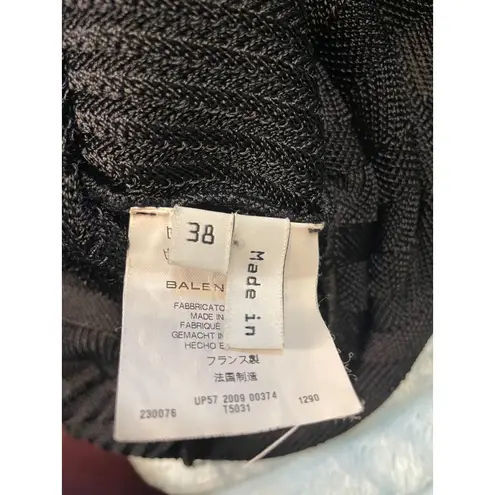 38
Made in
BALEN
FABBRICATO
MADE IN
FABRIQUE
GEMACHT IN
HECHO E
フランス製
法国制造
UP57 2009 00374 1290
230076 T5031